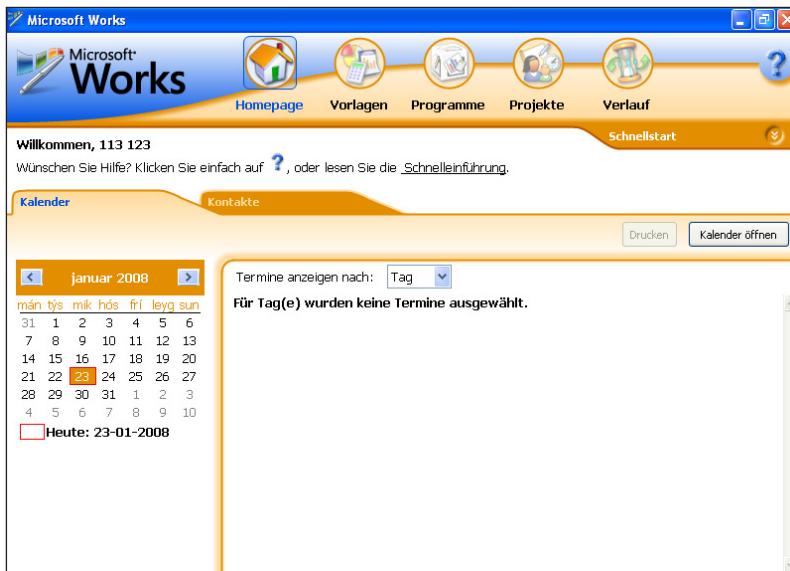 Microsoft Works
Microsoft®
Works
Homepage Vorlagen Programme Projekte Verlauf
?
Schnellstart
Willkommen, 113 123
Wünschen Sie Hilfe? Klicken Sie einfach auf ?, oder lesen Sie die Schnelleinführung.
Kalender Kontakte
Drucken Kalender öffnen
januar 2008
mán týs mik hós frí leyg sun
31 1 2 3 4 5 6
7 8 9 10 11 12 13
14 15 16 17 18 19 20
21 22 23 24 25 26 27
28 29 30 31 1 2 3
4 5 6 7 8 9 10
Heute: 23-01-2008
Termine anzeigen nach: Tag
Für Tag(e) wurden keine Termine ausgewählt.